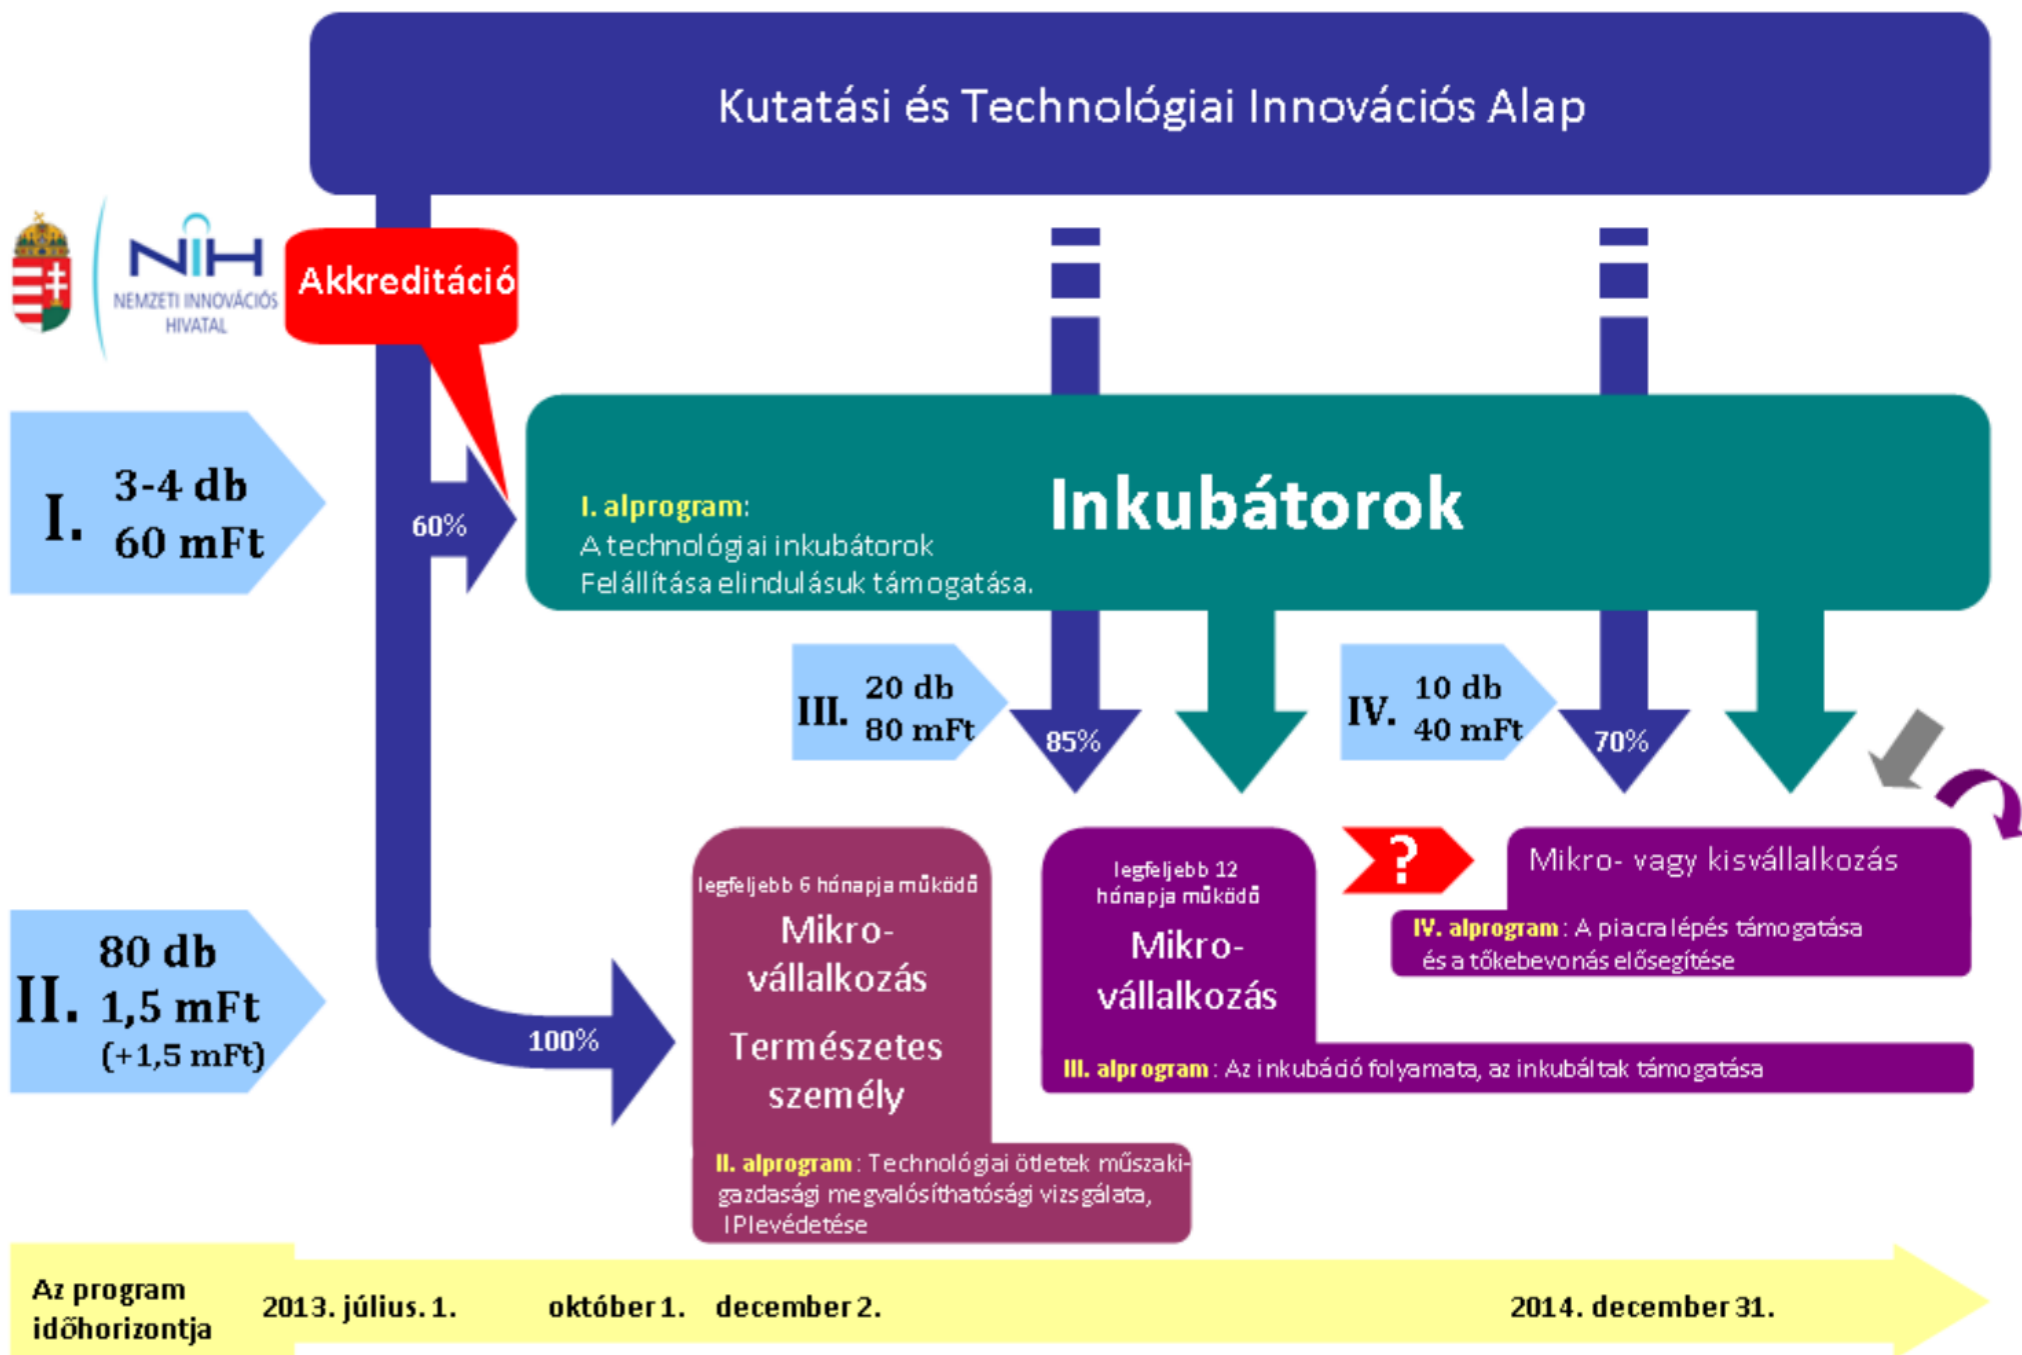 Kutatási és Technológiai Innovációs Alap
NIH
NEMZETI INNOVÁCIÓS
HIVATAL
Akkreditáció
I.
3-4 db
60 mFt
60%
I. alprogram:
A technológiai inkubátorok
Felállítása elindulásuk támogatása.
Inkubátorok
III.
20 db
80 mFt
85%
IV.
10 db
40 mFt
70%
II.
80 db
1,5 mFt
(+1,5 mFt)
100%
legfeljebb 6 hónapja működő
Mikro-
vállalkozás
Természetes
személy
II. alprogram: Technológiai ötletek műszaki-
gazdasági megvalósíthatósági vizsgálata,
IPlevédetése
legfeljebb 12
hónapja működő
Mikro-
vállalkozás
III. alprogram: Az inkubáció folyamata, az inkubáltak támogatása
?
Mikro- vagy kisvállalkozás
IV. alprogram: A piacralépés támogatása
és a tőkebevonás elősegítése
Az program
időhorizontja
2013. július. 1.
október 1.
december 2.
2014. december 31.